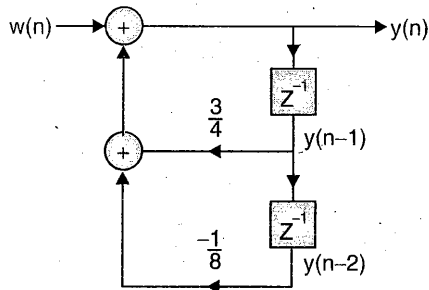 w(n) + y(n)
z⁻¹
3/4
+ y(n–1)
z⁻¹
–1/8
y(n–2)